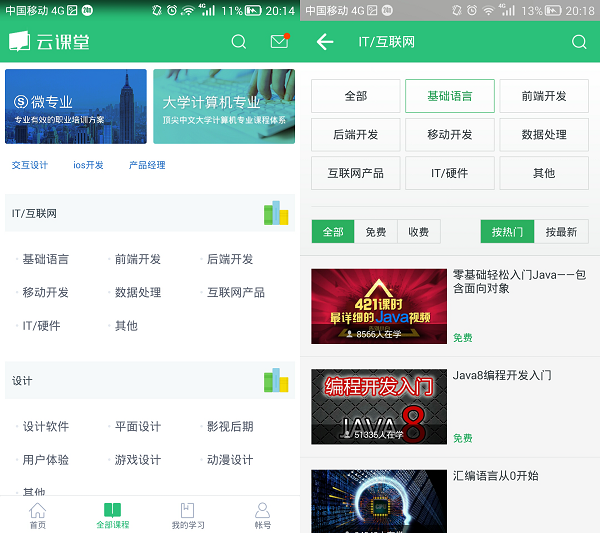 中国移动 4G 11% 20:14
云课堂
微专业
专业有效的职业培训方案
大学计算机专业
顶尖中文大学计算机专业课程体系
交互设计 ios开发 产品经理
IT/互联网
基础语言 前端开发 后端开发
移动开发 数据处理 互联网产品
IT/硬件 其他
设计
设计软件 平面设计 影视后期
用户体验 游戏设计 动漫设计
其他
首页 全部课程 我的学习 帐号
中国移动 4G 13% 20:18
IT/互联网
全部 基础语言 前端开发
后端开发 移动开发 数据处理
互联网产品 IT/硬件 其他
全部 免费 收费 按热门 按最新
421课时
最详细的Java视频
8566人在学
零基础轻松入门Java——包
含面向对象
免费
编程开发入门
JAVA 8
51336人在学
Java8编程开发入门
免费
汇编语言从0开始